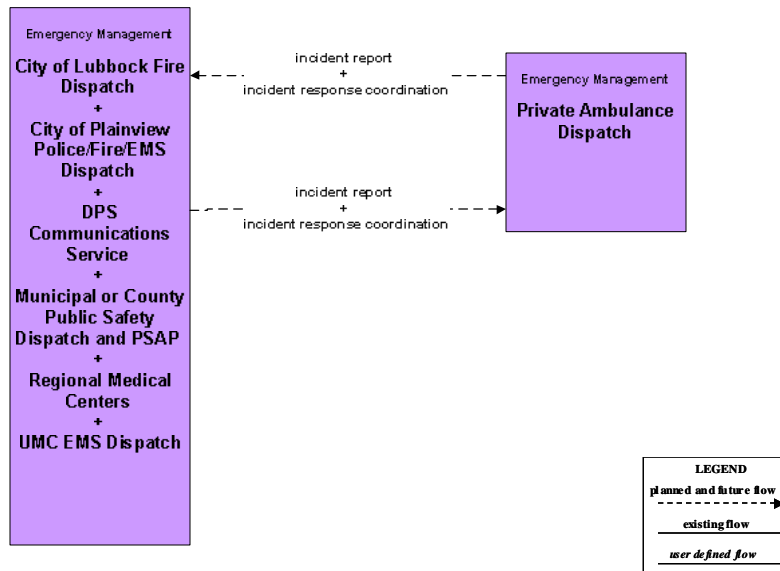 Emergency Management
City of Lubbock Fire
Dispatch
+
City of Plainview
Police/Fire/EMS
Dispatch
+
DPS
Communications
Service
+
Municipal or County
Public Safety
Dispatch and PSAP
+
Regional Medical
Centers
+
UMC EMS Dispatch
incident report
+
incident response coordination
incident report
+
incident response coordination
Emergency Management
Private Ambulance
Dispatch
LEGEND
planned and future flow
existing flow
user defined flow